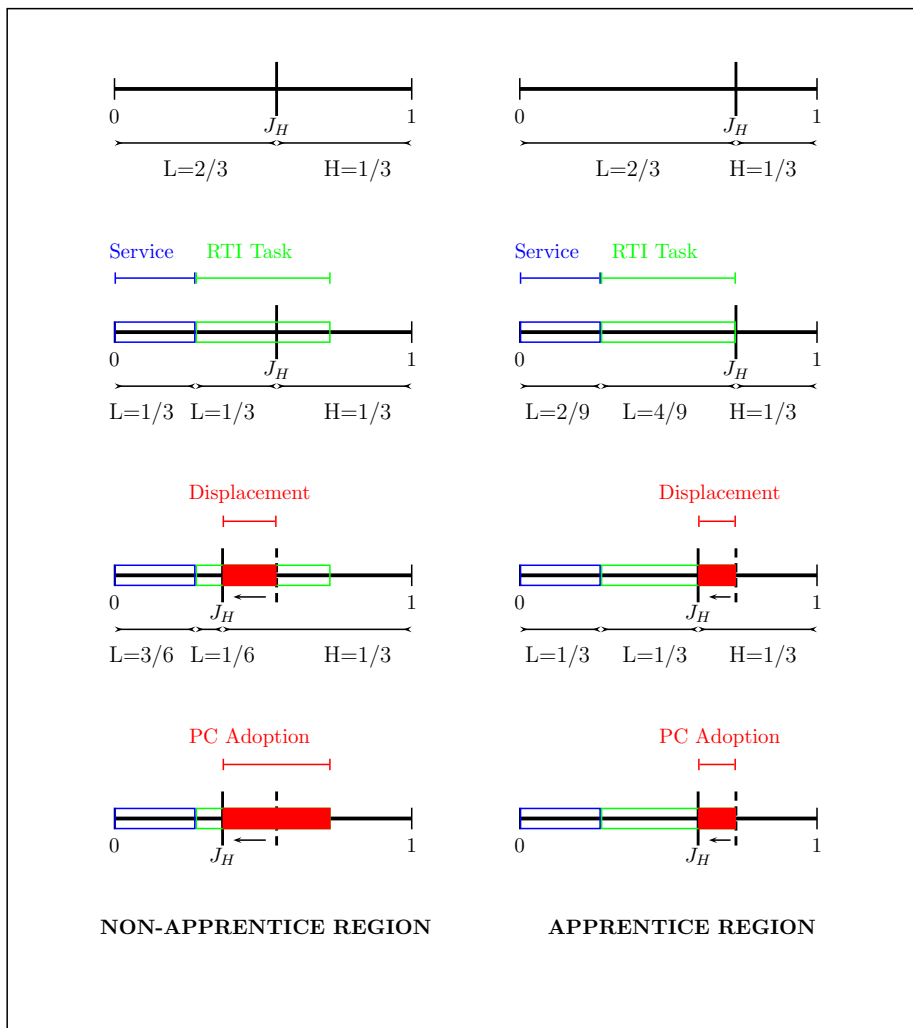 0 1 0 1
J_H J_H
L=2/3 H=1/3 L=2/3 H=1/3
Service RTI Task Service RTI Task
0 1 0 1
J_H J_H
L=1/3 L=1/3 H=1/3 L=2/9 L=4/9 H=1/3
Displacement Displacement
0 J_H 1 0 J_H 1
L=3/6 L=1/6 H=1/3 L=1/3 L=1/3 H=1/3
PC Adoption PC Adoption
0 J_H 1 0 J_H 1
NON-APPRENTICE REGION APPRENTICE REGION